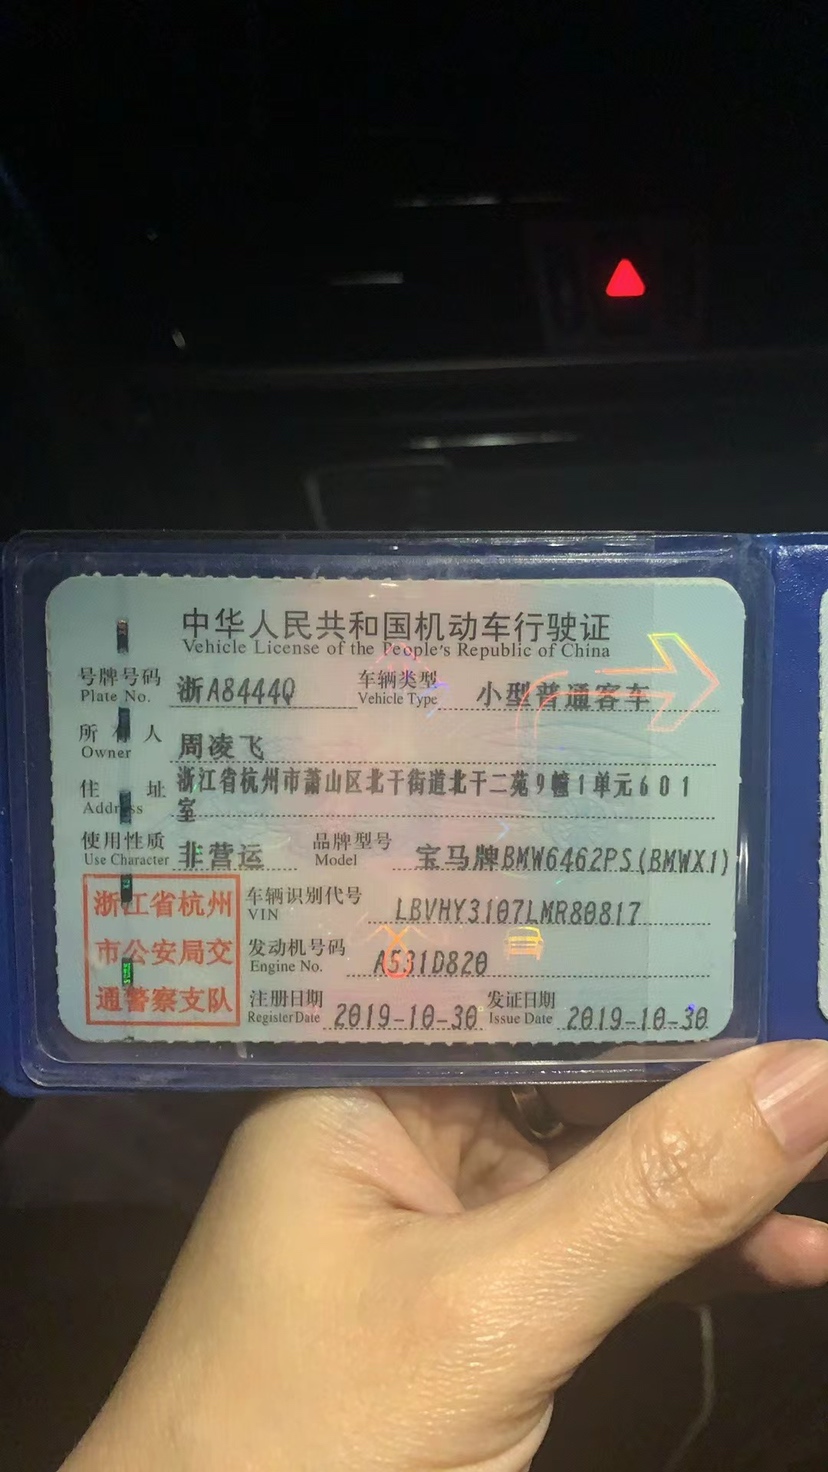 中华人民共和国机动车行驶证
Vehicle License of the People's Republic of China
号牌号码 浙A8444Q 车辆类型 小型普通客车
Plate No. Vehicle Type
所有人 周凌飞
Owner
住 址 浙江省杭州市萧山区北干街道北干二苑9幢1单元601
Address 室
使用性质 非营运 品牌型号 宝马牌BMW6462PS(BMWX1)
Use Character Model
浙江省杭州 车辆识别代号 LBVHY3107LMR80817
VIN
市公安局交 发动机号码 A531D820
Engine No.
通警察支队 注册日期 2019-10-30 发证日期 2019-10-30
Register Date Issue Date